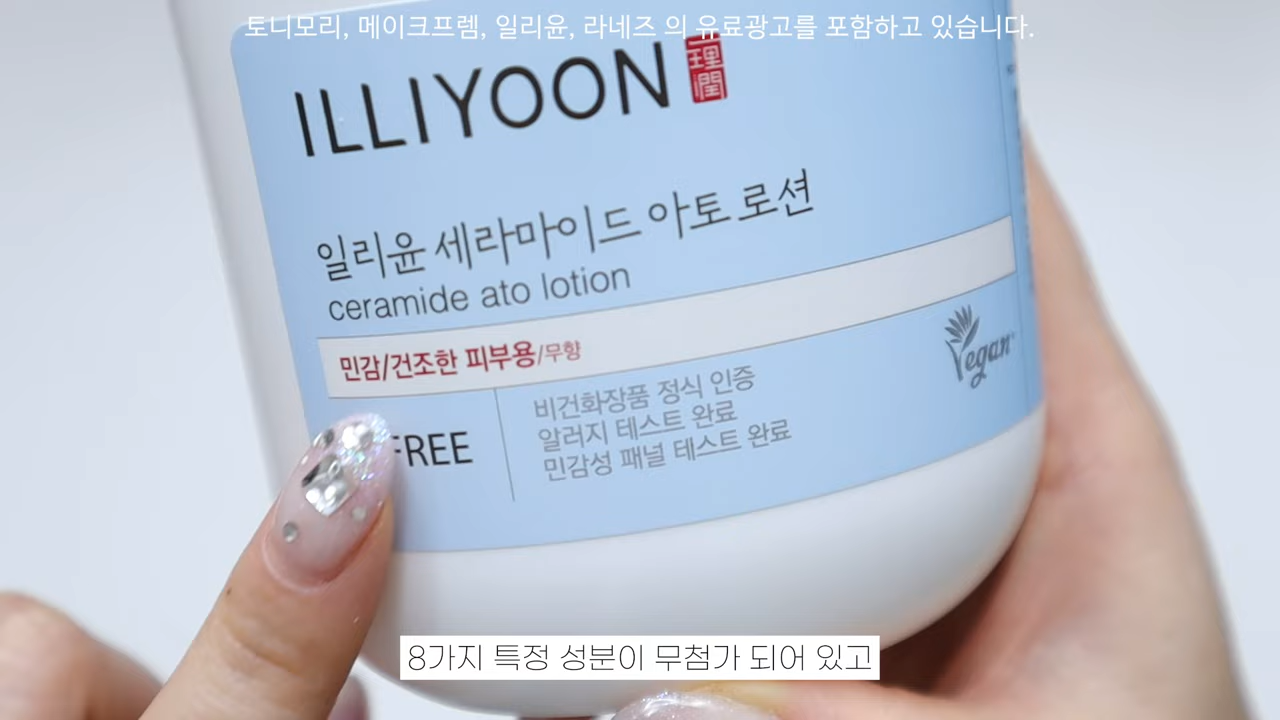 토니모리, 메이크프렘, 일리윤, 라네즈 의 유료광고를 포함하고 있습니다.
ILLIYOON 理潤
일리윤 세라마이드 아토 로션
ceramide ato lotion
민감/건조한 피부용/무향
FREE
비건화장품 정식 인증
알러지 테스트 완료
민감성 패널 테스트 완료
Vegan
8가지 특정 성분이 무첨가 되어 있고